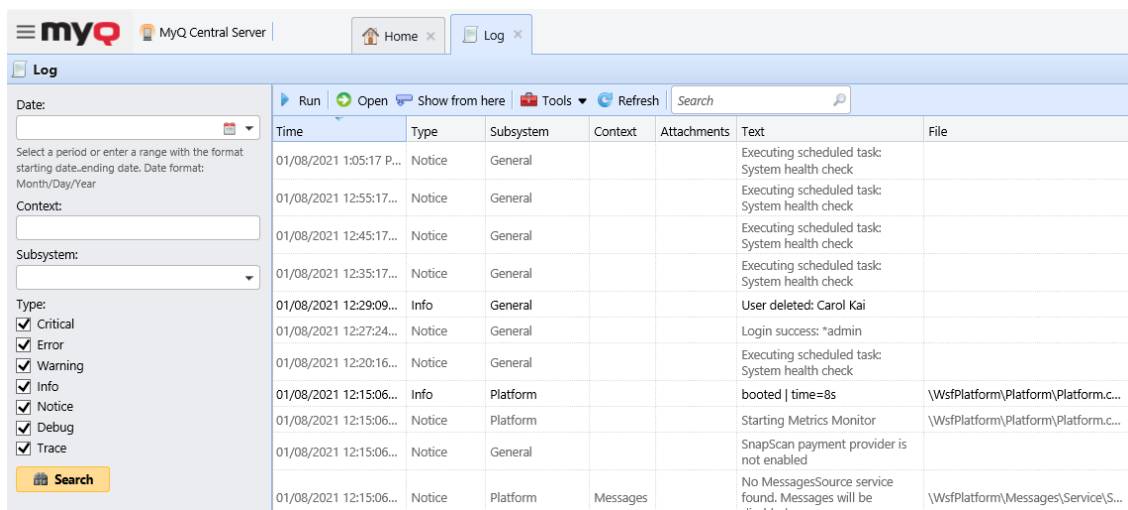 myQ
MyQ Central Server
Home
Log
Log
Date:
Select a period or enter a range with the format
starting date..ending date. Date format:
Month/Day/Year
Context:
Subsystem:
Type:
Critical
Error
Warning
Info
Notice
Debug
Trace
Search
Run Open Show from here Tools Refresh Search
Time Type Subsystem Context Attachments Text File
01/08/2021 1:05:17 P... Notice General Executing scheduled task:
System health check
01/08/2021 12:55:17... Notice General Executing scheduled task:
System health check
01/08/2021 12:45:17... Notice General Executing scheduled task:
System health check
01/08/2021 12:35:17... Notice General Executing scheduled task:
System health check
01/08/2021 12:29:09... Info General User deleted: Carol Kai
01/08/2021 12:27:24... Notice General Login success: *admin
01/08/2021 12:20:16... Notice General Executing scheduled task:
System health check
01/08/2021 12:15:06... Info Platform booted | time=8s \WsfPlatform\Platform\Platform.c...
01/08/2021 12:15:06... Notice Platform Starting Metrics Monitor \WsfPlatform\Platform\Platform.c...
01/08/2021 12:15:06... Notice General SnapScan payment provider is
not enabled
01/08/2021 12:15:06... Notice Platform Messages No MessagesSource service
found. Messages will be \WsfPlatform\Messages\Service\S...